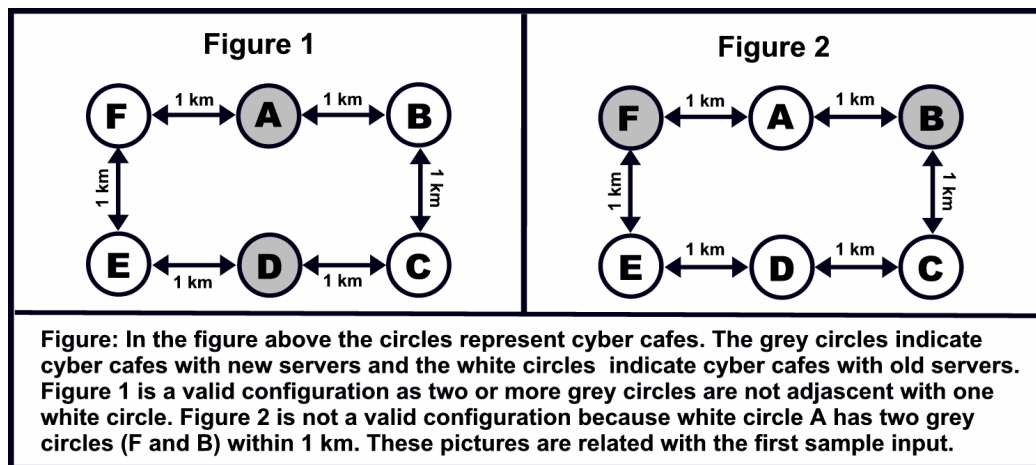 Figure 1
F 1 km A 1 km B
1 km 1 km
E 1 km D 1 km C
Figure 2
F 1 km A 1 km B
1 km 1 km
E 1 km D 1 km C
Figure: In the figure above the circles represent cyber cafes. The grey circles indicate
cyber cafes with new servers and the white circles indicate cyber cafes with old servers.
Figure 1 is a valid configuration as two or more grey circles are not adjascent with one
white circle. Figure 2 is not a valid configuration because white circle A has two grey
circles (F and B) within 1 km. These pictures are related with the first sample input.